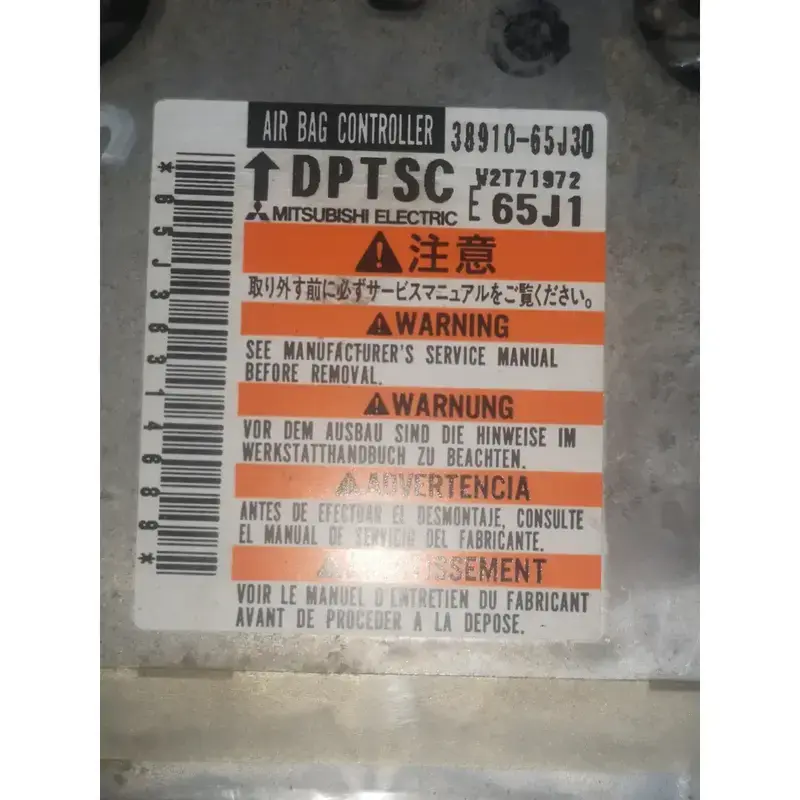 AIR BAG CONTROLLER 38910-65J30
DPTSC W2T71972
MITSUBISHI ELECTRIC E 65J1
注意
取り外す前に必ずサービスマニュアルをご覧ください。
WARNING
SEE MANUFACTURER'S SERVICE MANUAL
BEFORE REMOVAL.
WARNUNG
VOR DEM AUSBAU SIND DIE HINWEISE IM
WERKSTATTHANDBUCH ZU BEACHTEN.
ADVERTENCIA
ANTES DE EFECTUAR EL DESMONTAJE, CONSULTE
EL MANUAL DE SERVICIO DEL FABRICANTE.
AVERTISSEMENT
VOIR LE MANUEL D'ENTRETIEN DU FABRICANT
AVANT DE PROCEDER A LA DEPOSE.
*65J363314689*